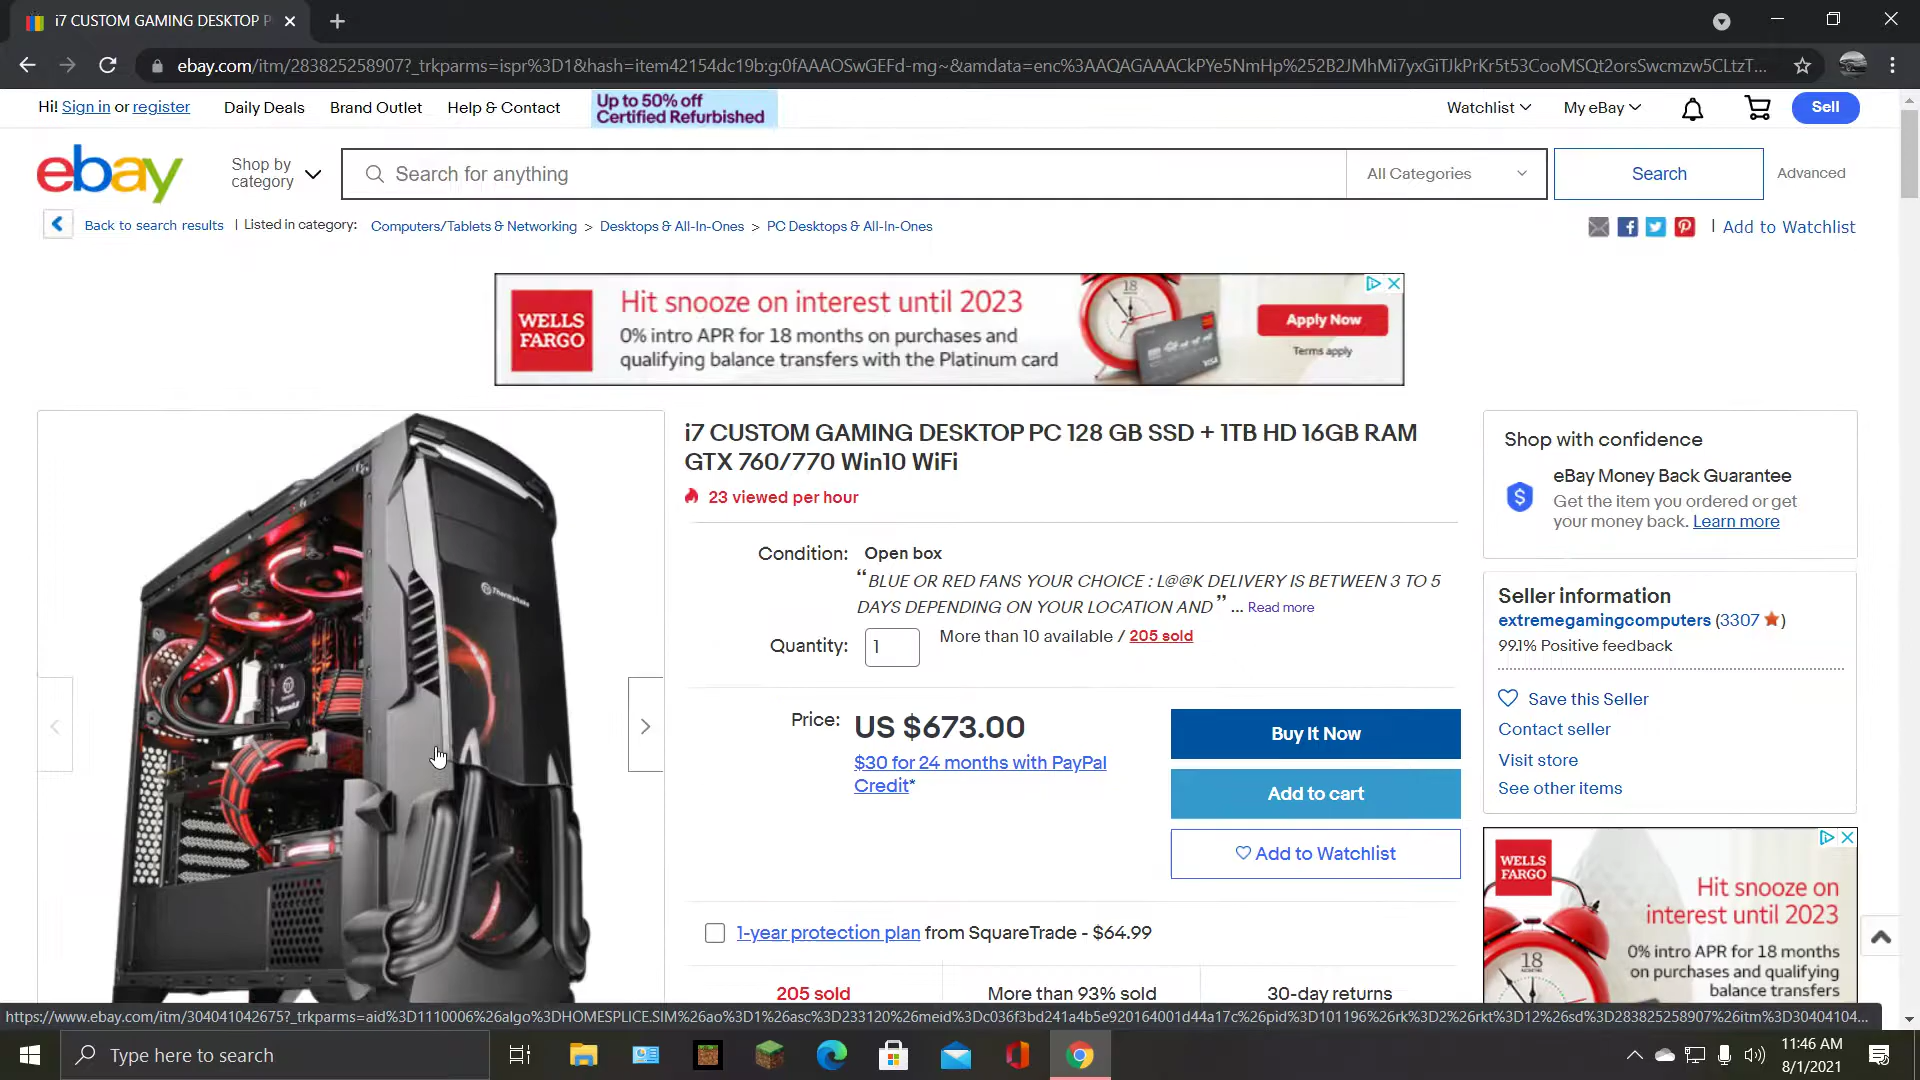 i7 CUSTOM GAMING DESKTOP P
ebay.com/itm/283825258907?_trkparms=ispr%3D1&hash=item42154dc19b:g:0fAAAOSwGEFd-mg~&amdata=enc%3AAQAGAAACkPYe5NmHp%252B2JMhMi7yxGiTJkPrKr5t53CooMSQt2orsSwcmzw5CLtzT...
Hi! Sign in or register
Daily Deals
Brand Outlet
Help & Contact
Up to 50% off
Certified Refurbished
Watchlist
My eBay
Sell
ebay
Shop by
category
Search for anything
All Categories
Search
Advanced
Back to search results
| Listed in category:
Computers/Tablets & Networking > Desktops & All-In-Ones > PC Desktops & All-In-Ones
| Add to Watchlist
WELLS
FARGO
Hit snooze on interest until 2023
0% intro APR for 18 months on purchases and
qualifying balance transfers with the Platinum card
18
VISA
Apply Now
Terms apply
Thermaltake
i7 CUSTOM GAMING DESKTOP PC 128 GB SSD + 1TB HD 16GB RAM
GTX 760/770 Win10 WiFi
23 viewed per hour
Condition: Open box
“BLUE OR RED FANS YOUR CHOICE : L@@K DELIVERY IS BETWEEN 3 TO 5
DAYS DEPENDING ON YOUR LOCATION AND” ... Read more
Quantity: 1 More than 10 available / 205 sold
Price: US $673.00
$30 for 24 months with PayPal
Credit*
Buy It Now
Add to cart
Add to Watchlist
1-year protection plan from SquareTrade - $64.99
205 sold
More than 93% sold
30-day returns
Shop with confidence
eBay Money Back Guarantee
Get the item you ordered or get
your money back. Learn more
Seller information
extremegamingcomputers (3307 )
99.1% Positive feedback
Save this Seller
Contact seller
Visit store
See other items
WELLS
FARGO
Hit snooze on
interest until 2023
0% intro APR for 18 months
on purchases and qualifying
balance transfers
18
https://www.ebay.com/itm/304041042675?_trkparms=aid%3D1110006%26algo%3DHOMESPLICE.SIM%26ao%3D1%26asc%3D233120%26meid%3Dc036f3bd241a4b5e920164001d44a17c%26pid%3D101196%26rk%3D2%26rkt%3D12%26sd%3D283825258907%26itm%3D30404104...
Type here to search
11:46 AM
8/1/2021